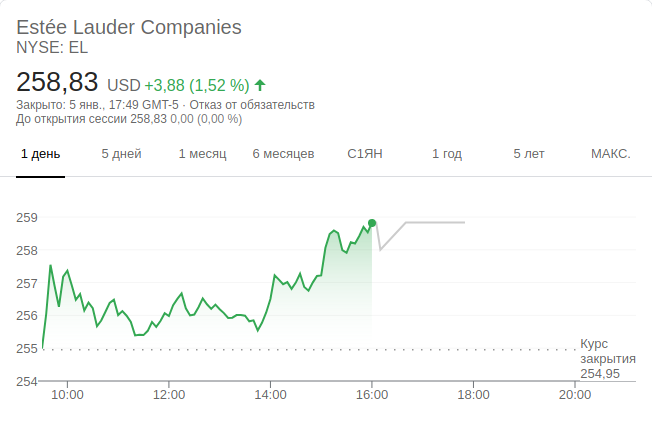 Estée Lauder Companies
NYSE: EL
258,83 USD +3,88 (1,52 %)
Закрыто: 5 янв., 17:49 GMT-5 · Отказ от обязательств
До открытия сессии 258,83 0,00 (0,00 %)
1 день 5 дней 1 месяц 6 месяцев С1ЯН 1 год 5 лет МАКС.
259
258
257
256
255
254
Курс
закрытия
254,95
10:00 12:00 14:00 16:00 18:00 20:00